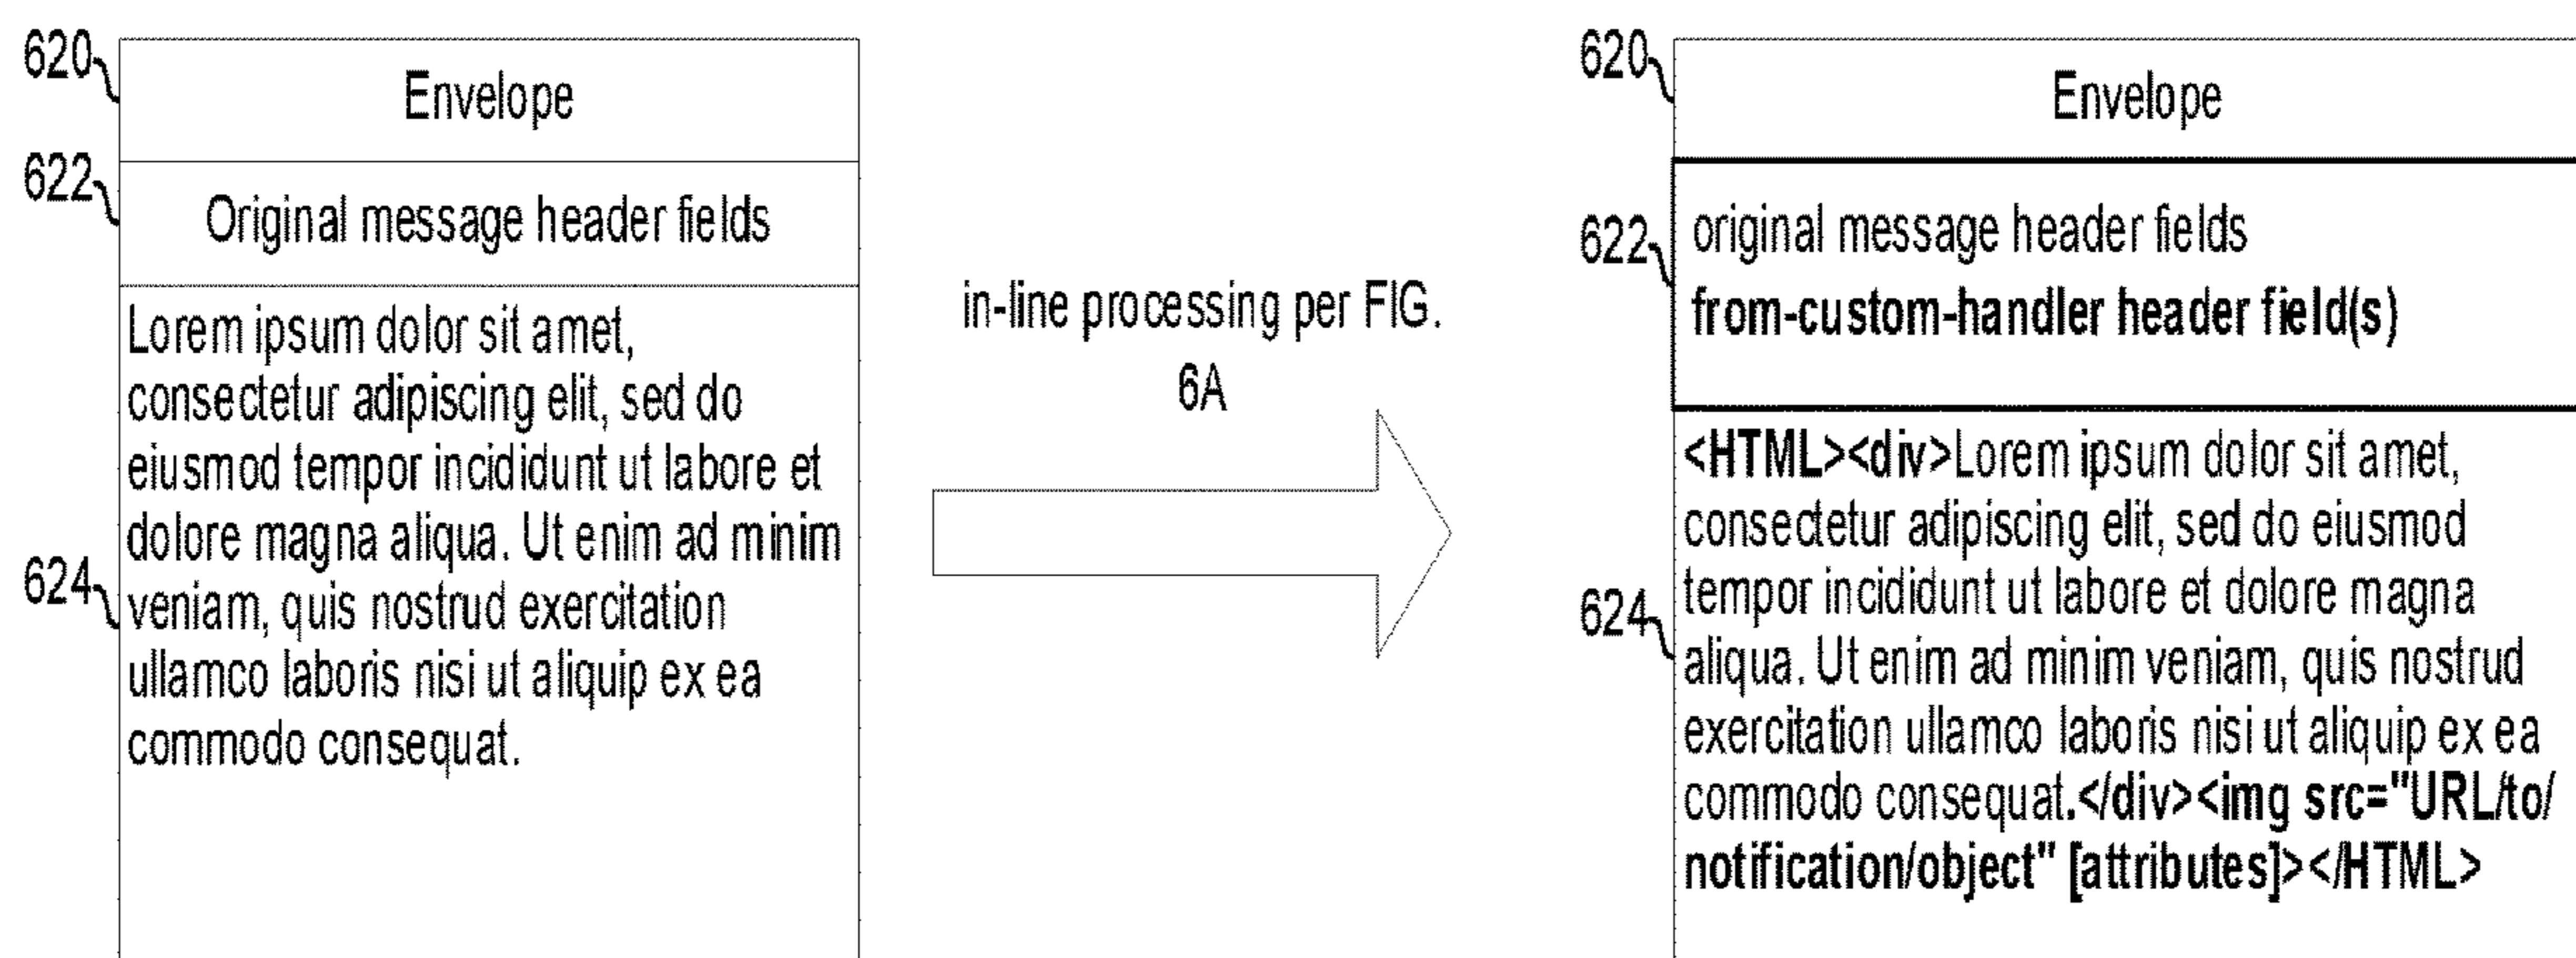 620
Envelope
622
Original message header fields
624
Lorem ipsum dolor sit amet,
consectetur adipiscing elit, sed do
eiusmod tempor incididunt ut labore et
dolore magna aliqua. Ut enim ad minim
veniam, quis nostrud exercitation
ullamco laboris nisi ut aliquip ex ea
commodo consequat.
in-line processing per FIG.
6A
620
Envelope
622
original message header fields
from-custom-handler header field(s)
624
<HTML><div>Lorem ipsum dolor sit amet,
consectetur adipiscing elit, sed do eiusmod
tempor incididunt ut labore et dolore magna
aliqua. Ut enim ad minim veniam, quis nostrud
exercitation ullamco laboris nisi ut aliquip ex ea
commodo consequat.</div><img src="URL/to/
notification/object" [attributes]></HTML>